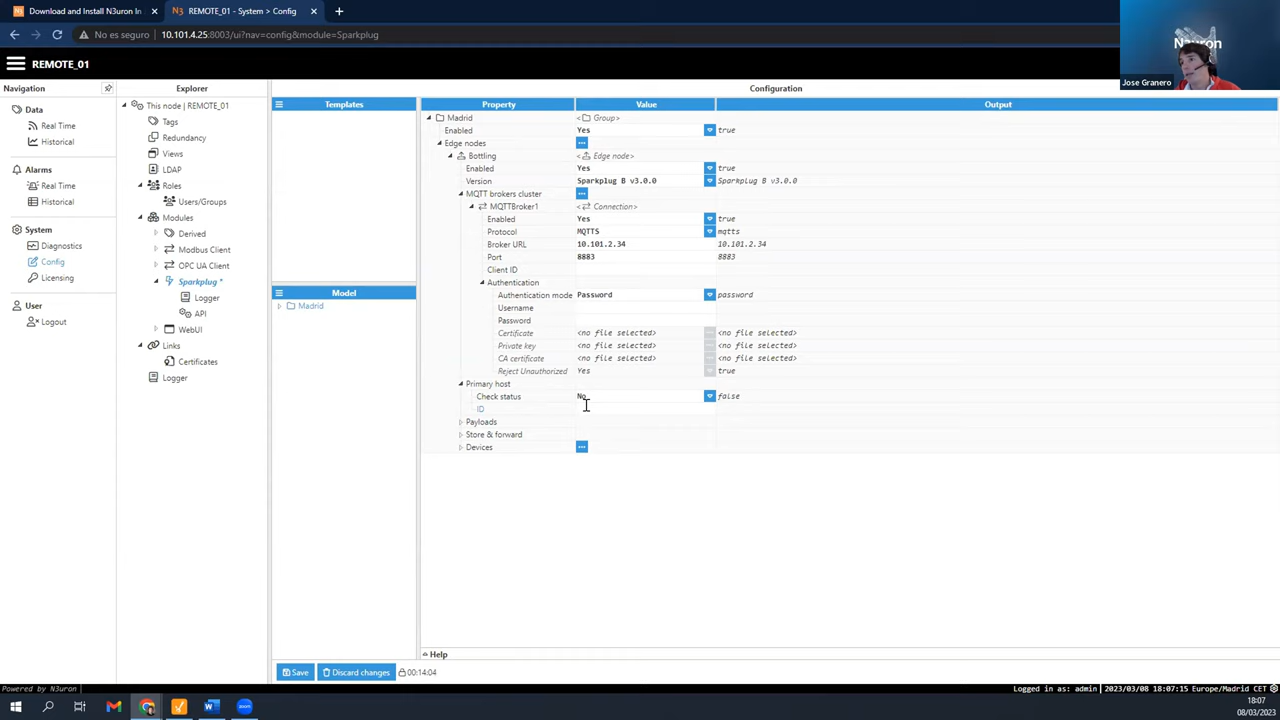 Download and Install N3uron In
REMOTE_01 - System > Config
No es seguro
10.101.4.25:8003/ui?nav=config&module=Sparkplug
REMOTE_01
Navigation
Data
Real Time
Historical
Alarms
Real Time
Historical
System
Diagnostics
Config
Licensing
User
Logout
Explorer
This node | REMOTE_01
Tags
Redundancy
Views
LDAP
Roles
Users/Groups
Modules
Derived
Modbus Client
OPC UA Client
Sparkplug *
Logger
API
WebUI
Links
Certificates
Logger
Configuration
Templates
Model
Madrid
Property Value Output
Madrid < Group>
Enabled Yes true
Edge nodes
Bottling < Edge node>
Enabled Yes true
Version Sparkplug B v3.0.0 Sparkplug B v3.0.0
MQTT brokers cluster
MQTTBroker1 < Connection>
Enabled Yes true
Protocol MQTTS mqtts
Broker URL 10.101.2.34 10.101.2.34
Port 8883 8883
Client ID
Authentication
Authentication mode Password password
Username
Password
Certificate <no file selected> <no file selected>
Private key <no file selected> <no file selected>
CA certificate <no file selected> <no file selected>
Reject Unauthorized Yes true
Primary host
Check status No false
ID
Payloads
Store & forward
Devices
Help
Save Discard changes 00:14:04
Powered by N3uron
Logged in as: admin 2023/03/08 18:07:15 Europe/Madrid CET
18:07
08/03/2023
Jose Granero